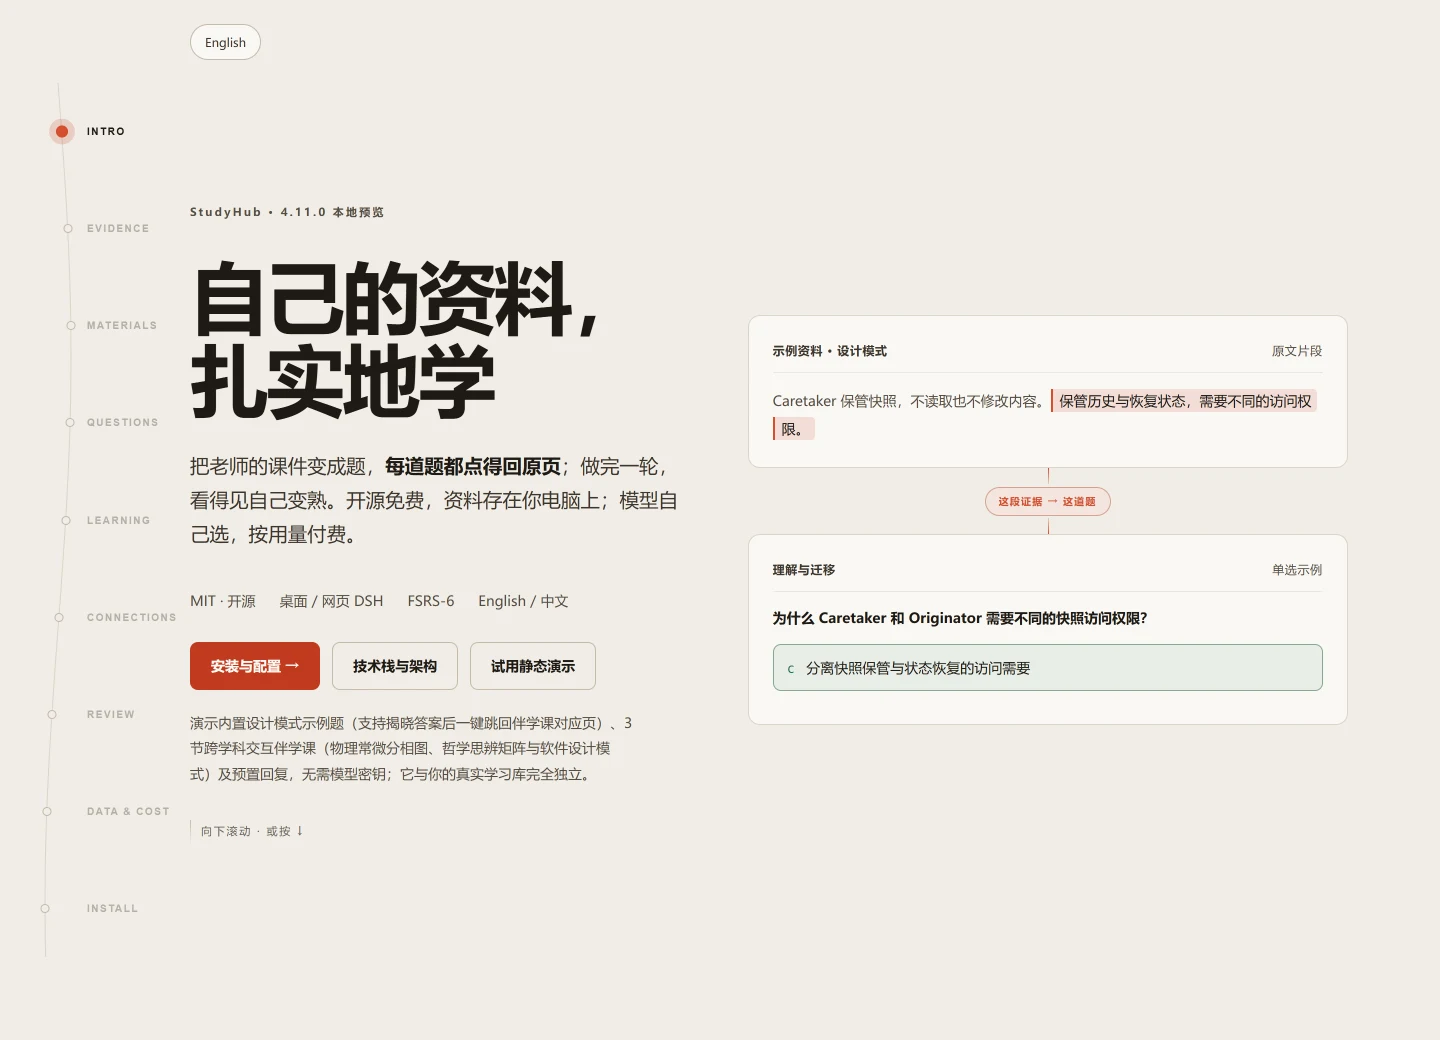 English
INTRO
EVIDENCE
MATERIALS
QUESTIONS
LEARNING
CONNECTIONS
REVIEW
DATA & COST
INSTALL
StudyHub • 4.11.0 本地预览
自己的资料，
扎实地学
把老师的课件变成题，每道题都点得回原页；做完一轮，
看得见自己变熟。开源免费，资料存在你电脑上；模型自
己选，按用量付费。
MIT · 开源 桌面 / 网页 DSH FSRS-6 English / 中文
安装与配置 → 技术栈与架构 试用静态演示
演示内置设计模式示例题（支持揭晓答案后一键跳回伴学课对应页）、3
节跨学科交互伴学课（物理常微分相图、哲学思辨矩阵与软件设计模
式）及预置回复，无需模型密钥；它与你的真实学习库完全独立。
向下滚动 · 或按 ↓
示例资料 • 设计模式 原文片段
Caretaker 保管快照，不读取也不修改内容。 保管历史与恢复状态，需要不同的访问权
限。
这段证据 → 这道题
理解与迁移 单选示例
为什么 Caretaker 和 Originator 需要不同的快照访问权限？
C 分离快照保管与状态恢复的访问需要